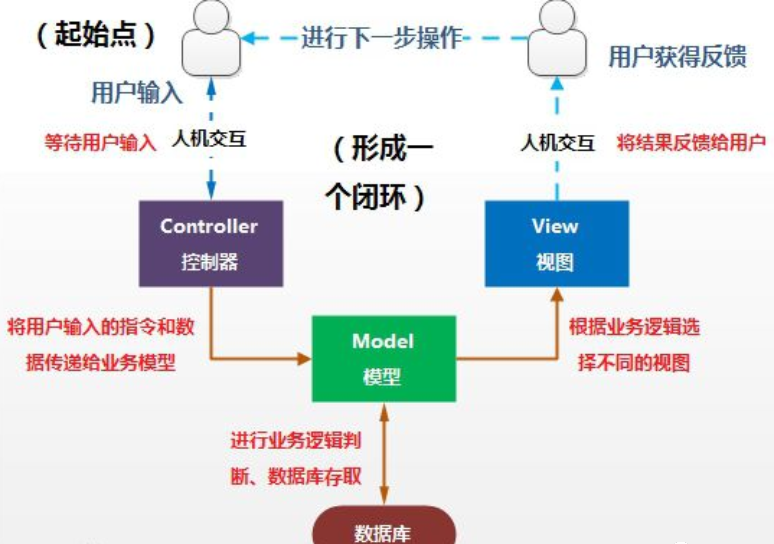 （起始点）
进行下一步操作
用户获得反馈
用户输入
等待用户输入
人机交互
（形成一
个闭环）
人机交互
将结果反馈给用户
Controller
控制器
View
视图
将用户输入的指令和数
据传递给业务模型
Model
模型
根据业务逻辑选
择不同的视图
进行业务逻辑判
断、数据库存取
数据库